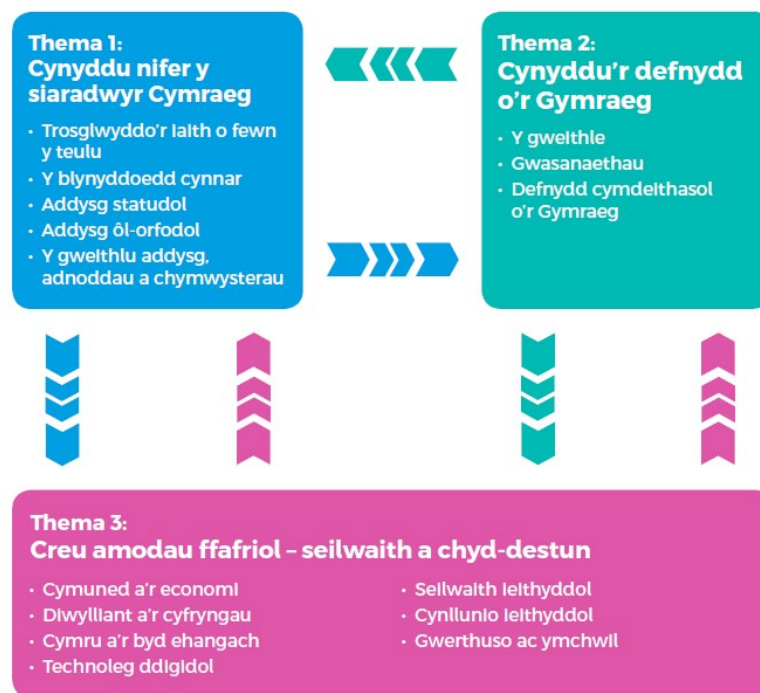 Thema 1:
Cynyddu nifer y
siaradwyr Cymraeg
• Trosglwyddo'r iaith o fewn
y teulu
• Y blynyddoedd cynnar
• Addysg statudol
• Addysg ôl-orfodol
• Y gweithlu addysg,
adnoddau a chymwysterau
Thema 2:
Cynyddu'r defnydd
o'r Gymraeg
• Y gweithle
• Gwasanaethau
• Defnydd cymdeithasol
o'r Gymraeg
Thema 3:
Creu amodau ffafriol – seilwaith a chyd-destun
• Cymuned a'r economi
• Diwylliant a'r cyfryngau
• Cymru a'r byd ehangach
• Technoleg ddigidol
• Seilwaith ieithyddol
• Cynllunio ieithyddol
• Gwerthuso ac ymchwil